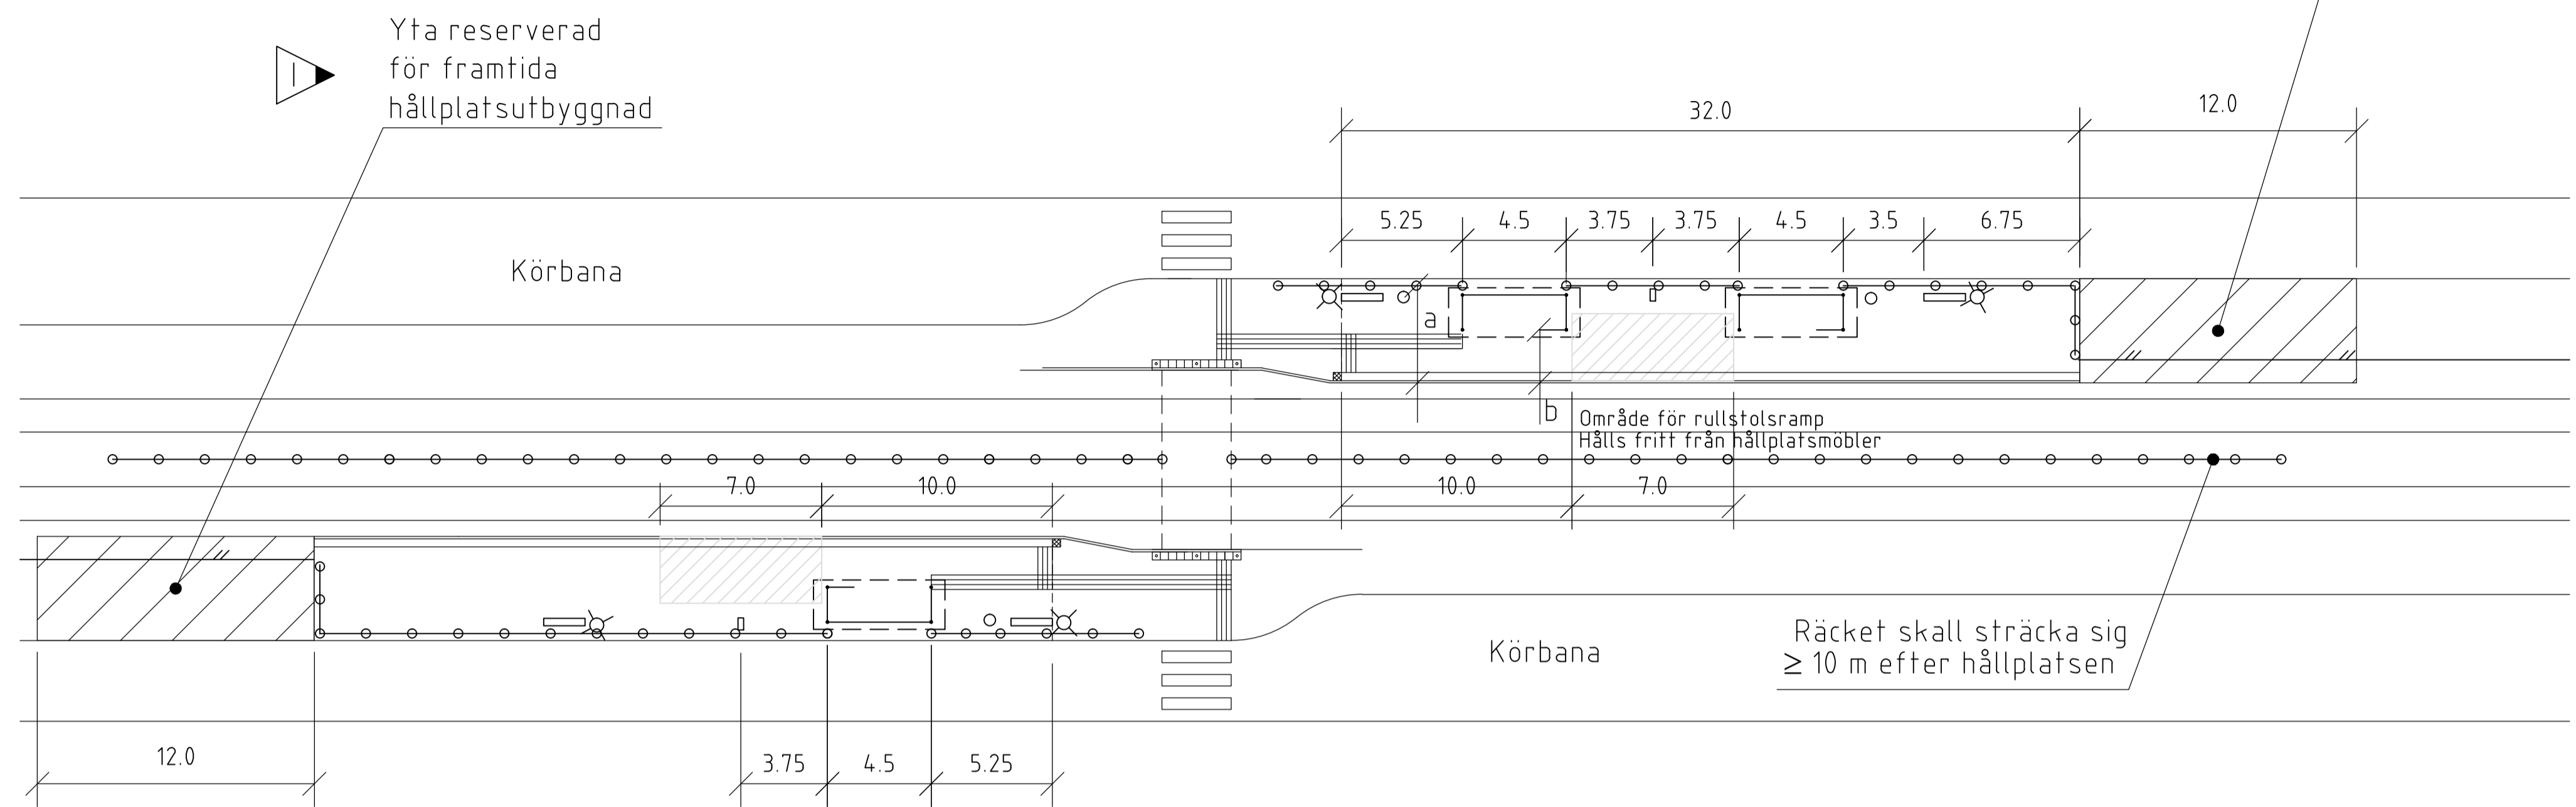 Yta reserverad
för framtida
hållplatsutbyggnad
32.0
12.0
5.25
4.5
3.75
3.75
4.5
3.5
6.75
Körbana
a
b
Område för rullstolsramp
Hålls fritt från hållplatsmöbler
7.0
10.0
10.0
7.0
Körbana
Räcket skall sträcka sig
≥ 10 m efter hållplatsen
12.0
3.75
4.5
5.25